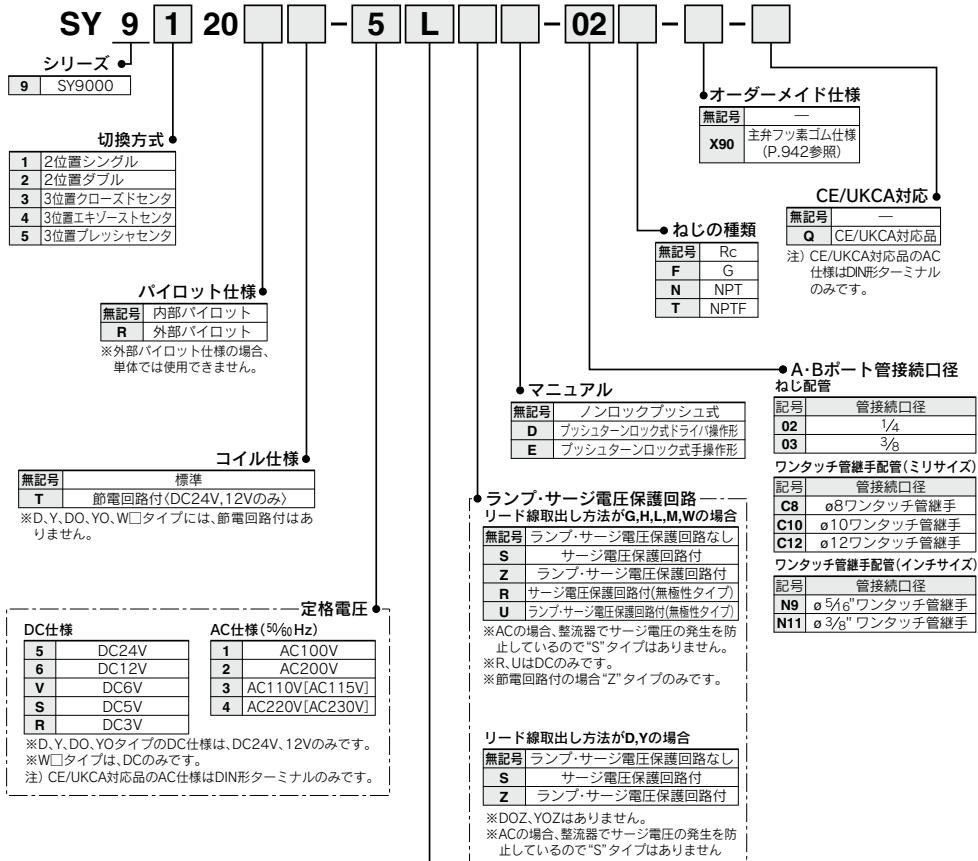 SY 9 1 20 - 5 L - 02 - -
シリーズ
9 SY9000
切換方式
1 2位置シングル
2 2位置ダブル
3 3位置クローズドセンタ
4 3位置エキゾーストセンタ
5 3位置プレッシャセンタ
パイロット仕様
無記号 内部パイロット
R 外部パイロット
※外部パイロット仕様の場合、
単体では使用できません。
コイル仕様
無記号 標準
T 節電回路付〈DC24V,12Vのみ〉
※D,Y,DO,YO,W□タイプには、節電回路付はあ
りません。
定格電圧
DC仕様
5 DC24V
6 DC12V
V DC6V
S DC5V
R DC3V
AC仕様(50/60Hz)
1 AC100V
2 AC200V
3 AC110V[AC115V]
4 AC220V[AC230V]
※D、Y、DO、YOタイプのDC仕様は、DC24V、12Vのみです。
※W□タイプは、DCのみです。
注) CE/UKCA対応品のAC仕様はDIN形ターミナルのみです。
ランプ・サージ電圧保護回路
リード線取出し方法がG,H,L,M,Wの場合
無記号 ランプ・サージ電圧保護回路なし
S サージ電圧保護回路付
Z ランプ・サージ電圧保護回路付
R サージ電圧保護回路付(無極性タイプ)
U ランプ・サージ電圧保護回路付(無極性タイプ)
※ACの場合、整流器でサージ電圧の発生を防
止しているので“S”タイプはありません。
※R、UはDCのみです。
※節電回路付の場合“Z”タイプのみです。
リード線取出し方法がD,Yの場合
無記号 ランプ・サージ電圧保護回路なし
S サージ電圧保護回路付
Z ランプ・サージ電圧保護回路付
※DOZ、YOZはありません。
※ACの場合、整流器でサージ電圧の発生を防
止しているので“S”タイプはありません
マニュアル
無記号 ノンロックプッシュ式
D プッシュターンロック式ドライバ操作形
E プッシュターンロック式手操作形
A・Bポート管接続口径
ねじ配管
記号 管接続口径
02 1/4
03 3/8
ワンタッチ管継手配管(ミリサイズ)
記号 管接続口径
C8 ø8ワンタッチ管継手
C10 ø10ワンタッチ管継手
C12 ø12ワンタッチ管継手
ワンタッチ管継手配管(インチサイズ)
記号 管接続口径
N9 ø5/16"ワンタッチ管継手
N11 ø3/8"ワンタッチ管継手
ねじの種類
無記号 Rc
F G
N NPT
T NPTF
オーダーメイド仕様
無記号 ―
X90 主弁フッ素ゴム仕様
(P.942参照)
CE/UKCA対応
無記号 ―
Q CE/UKCA対応品
注) CE/UKCA対応品のAC
仕様はDIN形ターミナル
のみです。